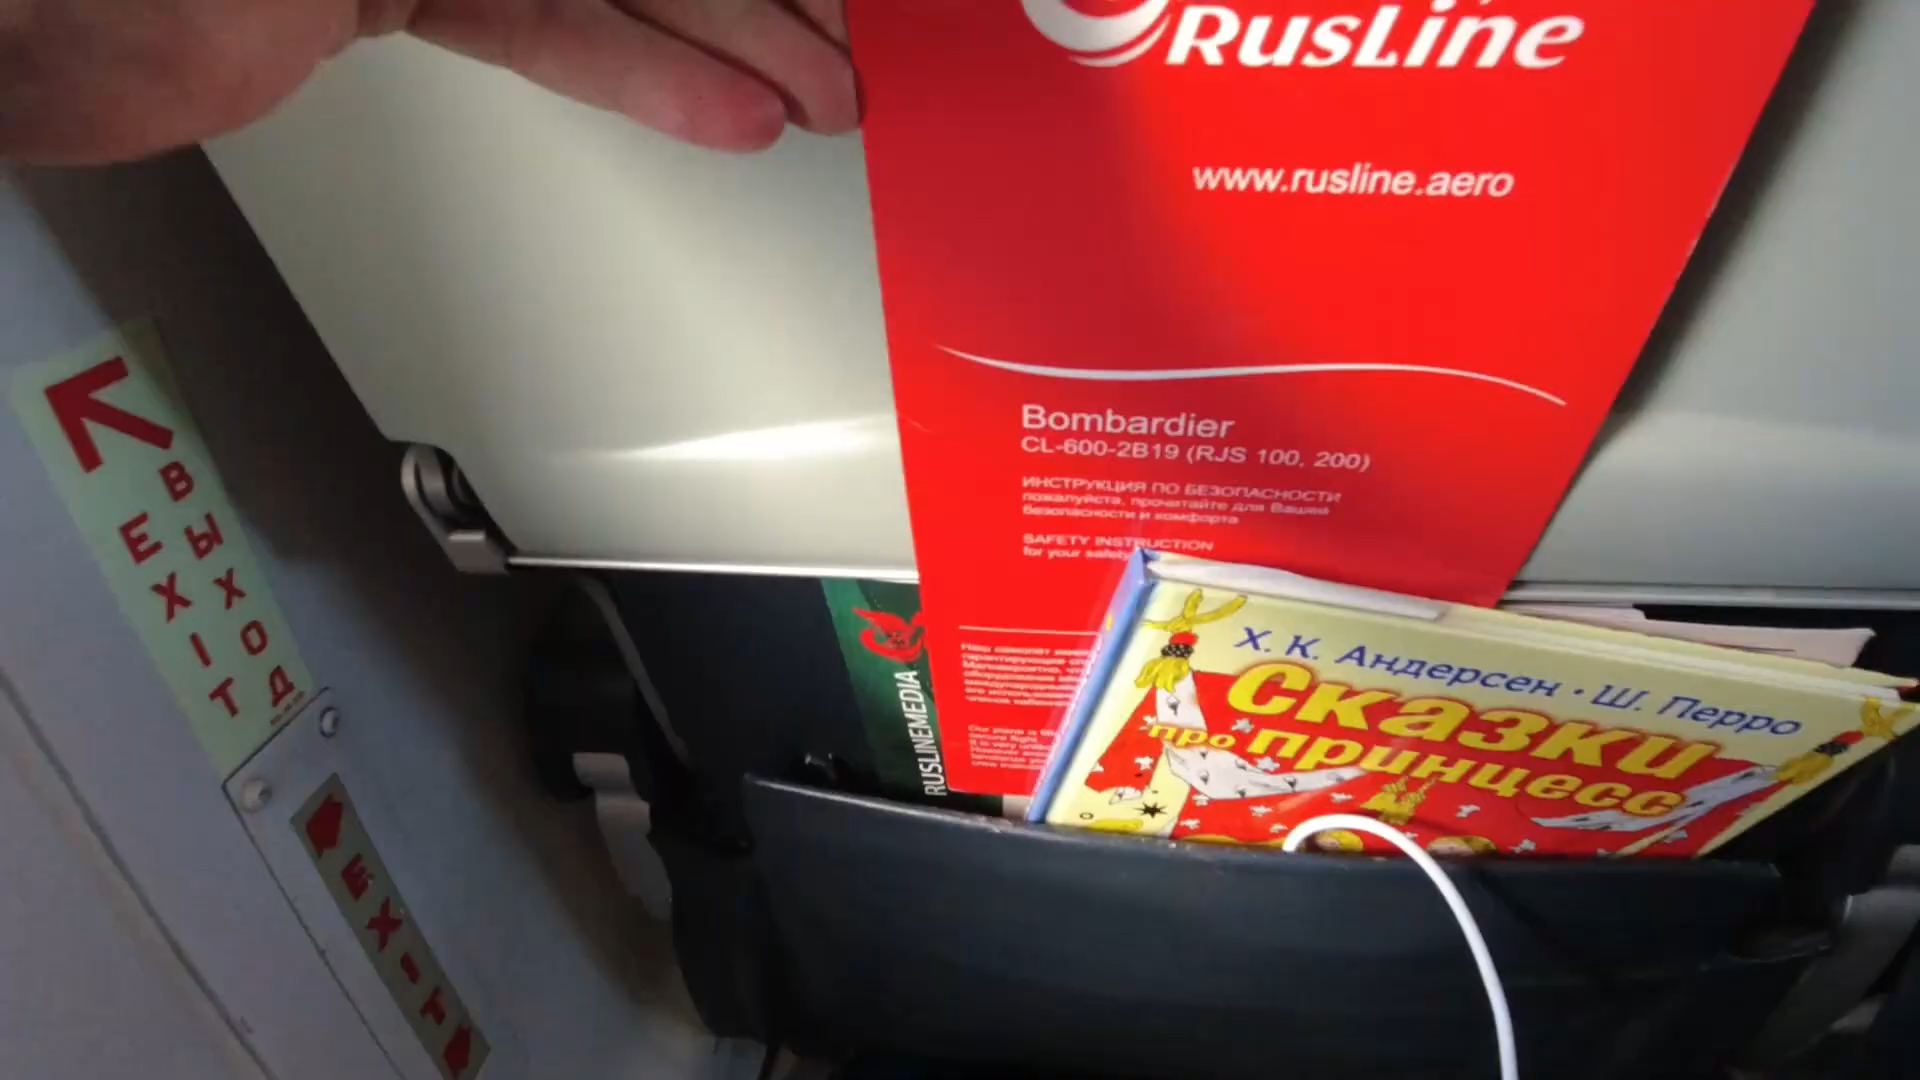 RusLine
www.rusline.aero
Bombardier
CL-600-2B19 (RJS 100, 200)
ИНСТРУКЦИЯ ПО БЕЗОПАСНОСТИ
пожалуйста, прочитайте для Вашей
безопасности и комфорта
SAFETY INSTRUCTION
for your safety
ВЫХОД
EXIT
EXIT
RUSLINEMEDIA
Х. К. Андерсен • Ш. Перро
Сказки
про принцесс